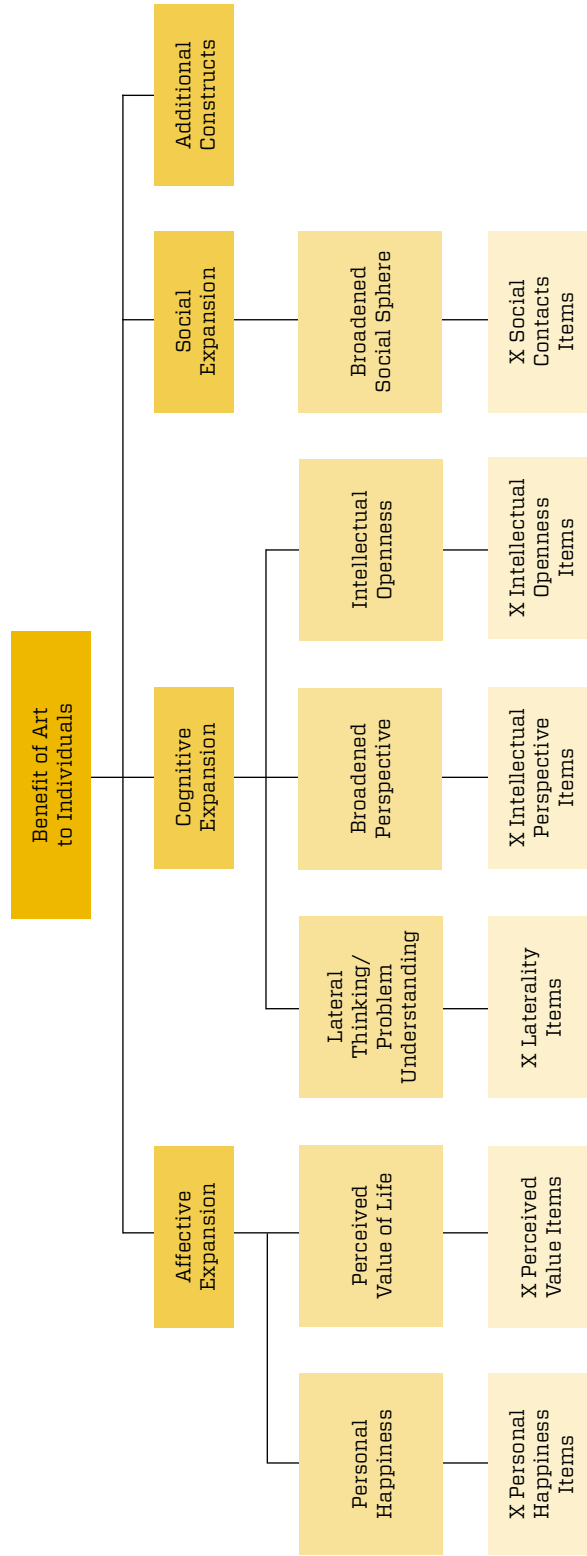 Benefit of Art
to Individuals
Affective
Expansion
Cognitive
Expansion
Social
Expansion
Additional
Constructs
Personal
Happiness
Perceived
Value of Life
Lateral
Thinking/
Problem
Understanding
Broadened
Perspective
Intellectual
Openness
Broadened
Social Sphere
X Personal
Happiness
Items
X Perceived
Value Items
X Laterality
Items
X Intellectual
Perspective
Items
X Intellectual
Openness
Items
X Social
Contacts
Items